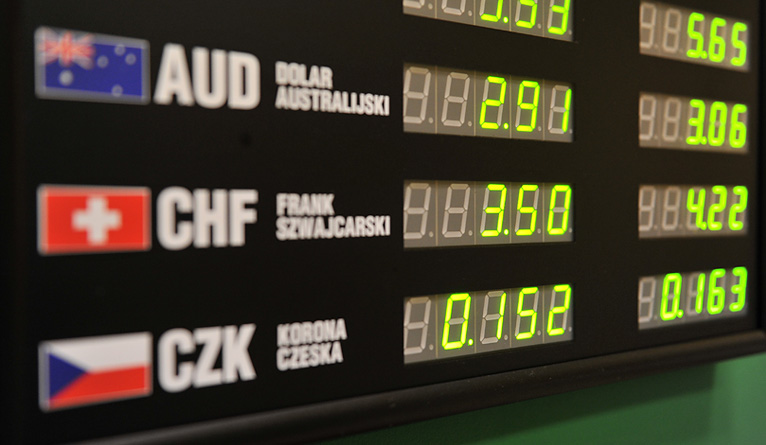 5.65
AUD DOLAR AUSTRALIJSKI 2.91 3.06
CHF FRANK SZWAJCARSKI 3.50 4.22
CZK KORONA CZESKA 0.152 0.163